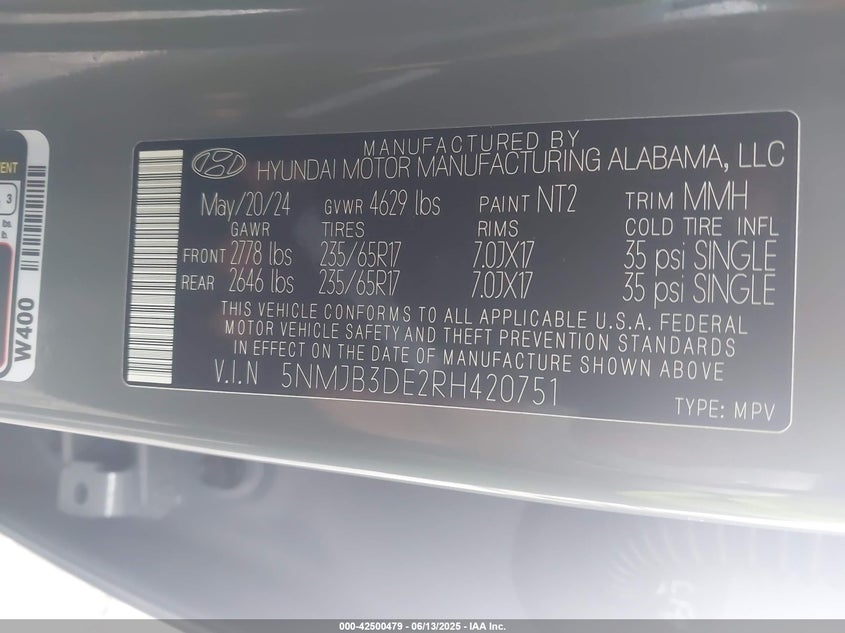 MANUFACTURED BY
HYUNDAI MOTOR MANUFACTURING ALABAMA, LLC
May/20/24 GVWR 4629 lbs PAINT NT2 TRIM MMH
GAWR TIRES RIMS COLD TIRE INFL
FRONT 2778 lbs 235/65R17 7.0JX17 35 psi SINGLE
REAR 2646 lbs 235/65R17 7.0JX17 35 psi SINGLE
THIS VEHICLE CONFORMS TO ALL APPLICABLE U.S.A. FEDERAL
MOTOR VEHICLE SAFETY AND THEFT PREVENTION STANDARDS
IN EFFECT ON THE DATE OF MANUFACTURE SHOWN ABOVE
V.I.N 5NMJB3DE2RH420751
TYPE: MPV
3
lbs.
lb.
W400
000-42500479 - 06/13/2025 - IAA Inc.